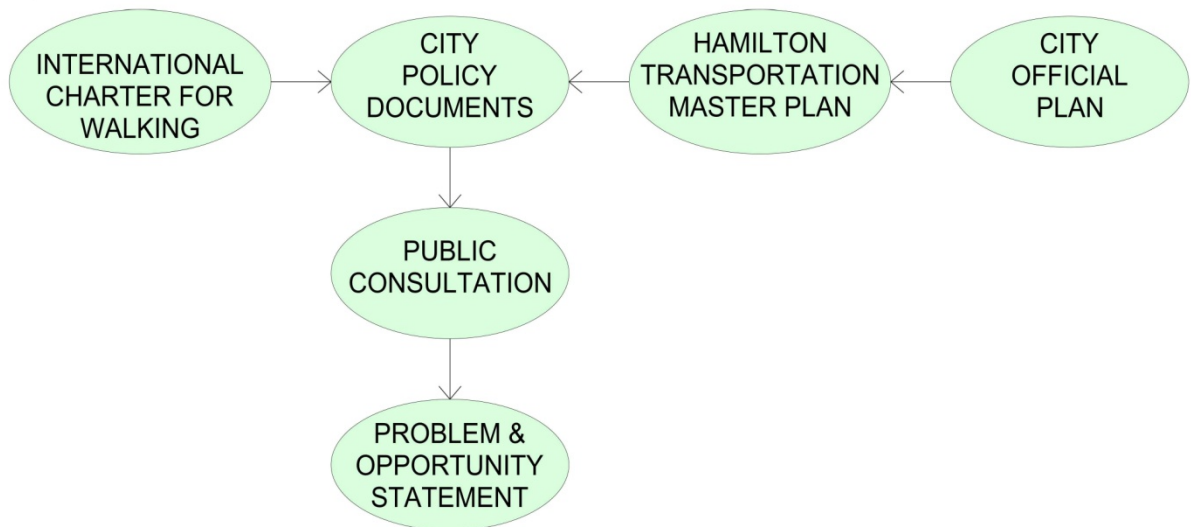 INTERNATIONAL
CHARTER FOR
WALKING
CITY
POLICY
DOCUMENTS
HAMILTON
TRANSPORTATION
MASTER PLAN
CITY
OFFICIAL
PLAN
PUBLIC
CONSULTATION
PROBLEM &
OPPORTUNITY
STATEMENT